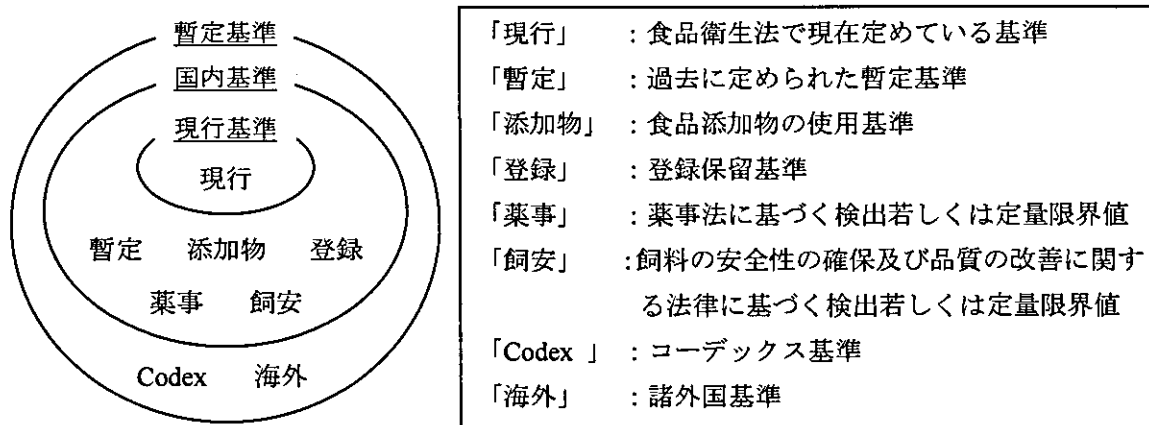 暫定基準
国内基準
現行基準
現行
暫定 添加物 登録
薬事 飼安
Codex 海外
「現行」 :食品衛生法で現在定めている基準
「暫定」 :過去に定められた暫定基準
「添加物」 :食品添加物の使用基準
「登録」 :登録保留基準
「薬事」 :薬事法に基づく検出若しくは定量限界値
「飼安」 :飼料の安全性の確保及び品質の改善に関す
る法律に基づく検出若しくは定量限界値
「Codex 」 :コーデックス基準
「海外」 :諸外国基準